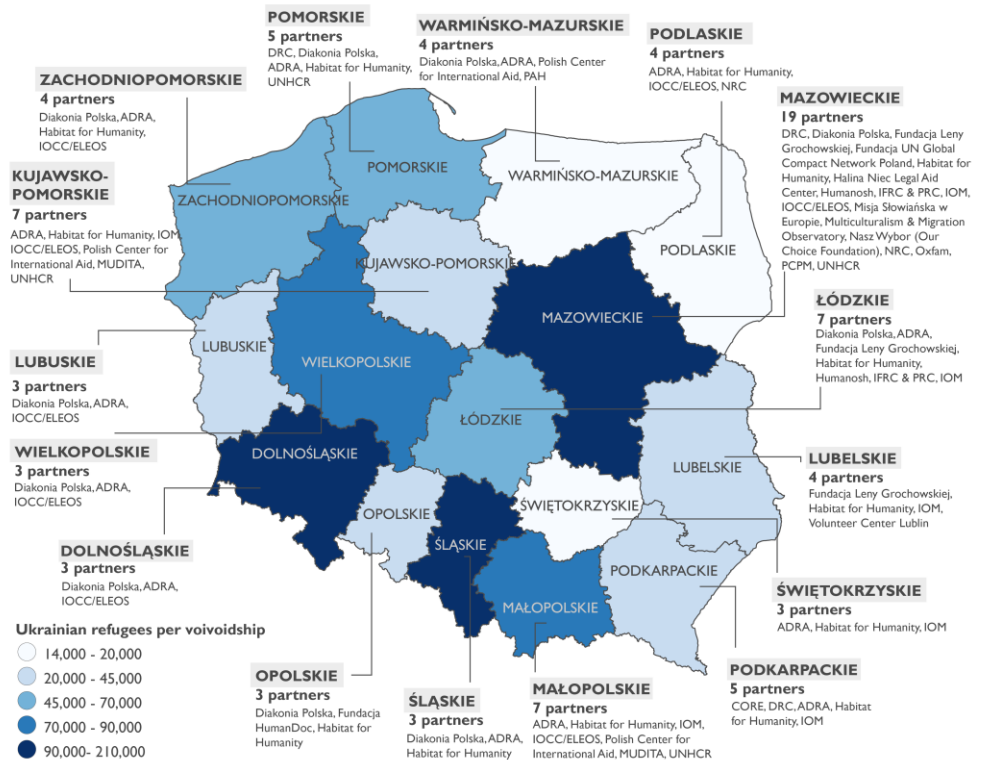 POMORSKIE
5 partners
DRC, Diakonia Polska,
ADRA, Habitat for Humanity,
UNHCR
WARMIŃSKO-MAZURSKIE
4 partners
Diakonia Polska, ADRA, Polish Center
for International Aid, PAH
PODLASKIE
4 partners
ADRA, Habitat for Humanity,
IOCC/ELEOS, NRC
ZACHODNIOPOMORSKIE
4 partners
Diakonia Polska, ADRA,
Habitat for Humanity,
IOCC/ELEOS
MAZOWIECKIE
19 partners
DRC, Diakonia Polska, Fundacja Leny
Grochowskiej, Fundacja UN Global
Compact Network Poland, Habitat for
Humanity, Halina Niec Legal Aid
Center, Humanosh, IFRC & PRC, IOM,
IOCC/ELEOS, Misja Słowiańska w
Europie, Multiculturalism & Migration
Observatory, Nasz Wybor (Our
Choice Foundation), NRC, Oxfam,
PCPM, UNHCR
KUJAWSKO-
POMORSKIE
7 partners
ADRA, Habitat for Humanity, IOM,
IOCC/ELEOS, Polish Center for
International Aid, MUDITA,
UNHCR
POMORSKIE
WARMIŃSKO-MAZURSKIE
ZACHODNIOPOMORSKIE
PODLASKIE
KUJAWSKO-POMORSKIE
MAZOWIECKIE
ŁÓDZKIE
7 partners
Diakonia Polska, ADRA,
Fundacja Leny Grochowskiej,
Habitat for Humanity,
Humanosh, IFRC & PRC, IOM
LUBUSKIE
WIELKOPOLSKIE
LUBUSKIE
3 partners
Diakonia Polska, ADRA,
IOCC/ELEOS
ŁÓDZKIE
WIELKOPOLSKIE
3 partners
Diakonia Polska, ADRA,
IOCC/ELEOS
DOLNOŚLĄSKIE
LUBELSKIE
LUBELSKIE
4 partners
Fundacja Leny Grochowskiej,
Habitat for Humanity, IOM,
Volunteer Center Lublin
OPOLSKIE
ŚWIĘTOKRZYSKIE
ŚLĄSKIE
PODKARPACKIE
MAŁOPOLSKIE
DOLNOŚLĄSKIE
3 partners
Diakonia Polska, ADRA,
IOCC/ELEOS
ŚWIĘTOKRZYSKIE
3 partners
ADRA, Habitat for Humanity, IOM
Ukrainian refugees per voivodship
14,000 - 20,000
20,000 - 45,000
45,000 - 70,000
70,000 - 90,000
90,000- 210,000
OPOLSKIE
3 partners
Diakonia Polska, Fundacja
HumanDoc, Habitat for
Humanity
ŚLĄSKIE
3 partners
Diakonia Polska, ADRA,
Habitat for Humanity
MAŁOPOLSKIE
7 partners
ADRA, Habitat for Humanity, IOM,
IOCC/ELEOS, Polish Center for
International Aid, MUDITA, UNHCR
PODKARPACKIE
5 partners
CORE, DRC, ADRA, Habitat
for Humanity, IOM